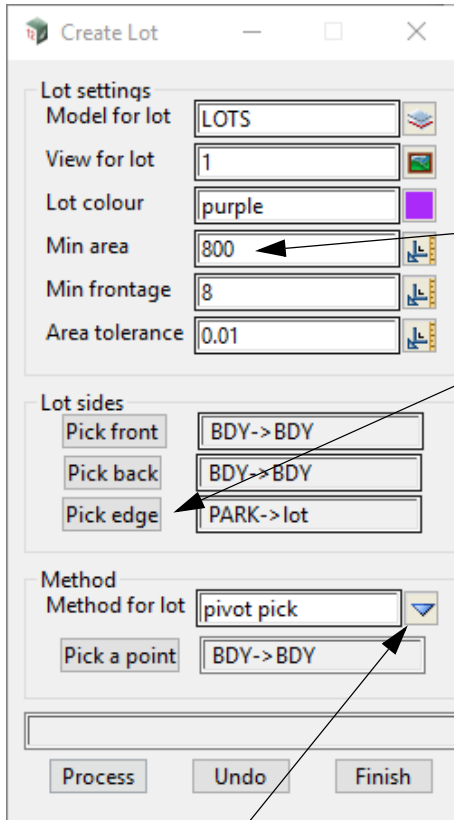 Create Lot
Lot settings
Model for lot LOTS
View for lot 1
Lot colour purple
Min area 800
Min frontage 8
Area tolerance 0.01
Lot sides
Pick front BDY->BDY
Pick back BDY->BDY
Pick edge PARK->lot
Method
Method for lot pivot pick
Pick a point BDY->BDY
Process Undo Finish